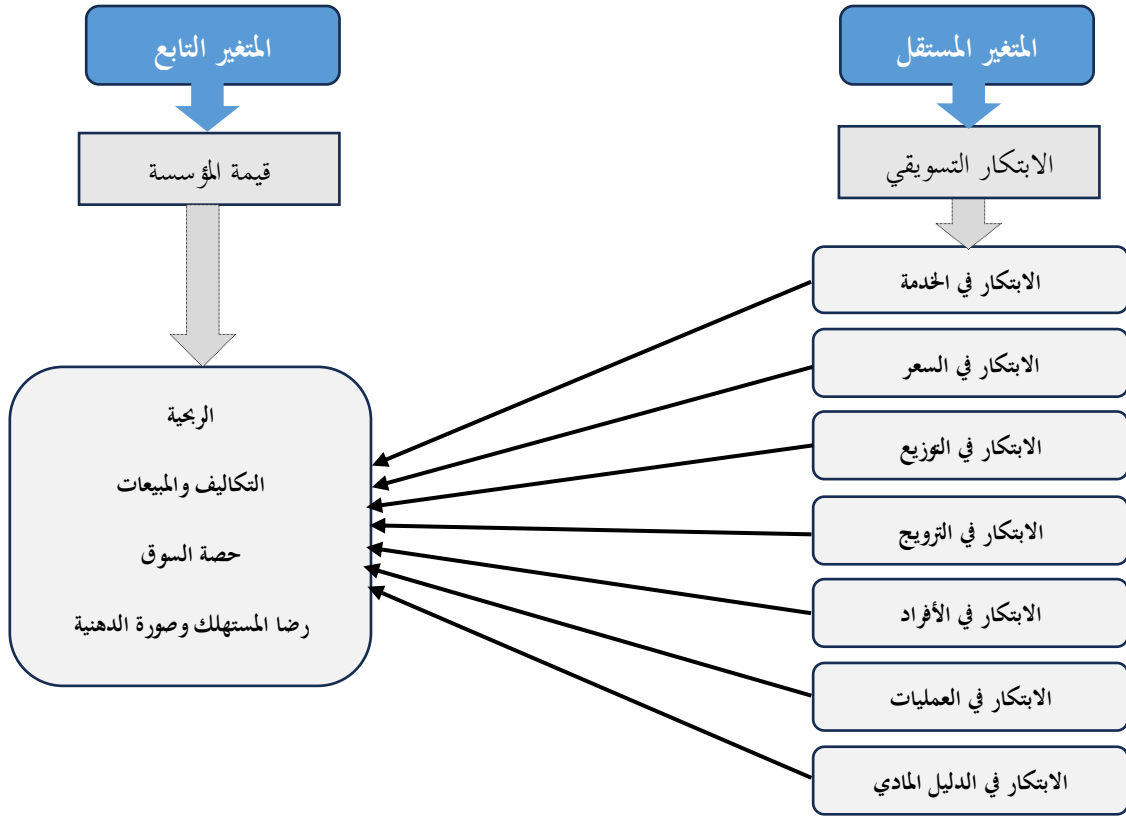 المتغير المستقل
المتغير التابع
الابتكار التسويقي
قيمة المؤسسة
الابتكار في الخدمة
الابتكار في السعر
الابتكار في التوزيع
الابتكار في الترويج
الابتكار في الأفراد
الابتكار في العمليات
الابتكار في الدليل المادي
الربحية
التكاليف والمبيعات
حصة السوق
رضا المستهلك وصورة الدهنية